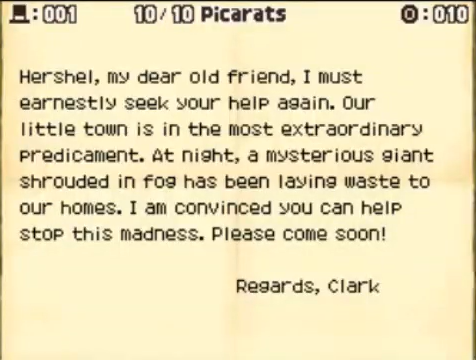 :001 10/10 Picarats :010
Hershel, my dear old friend, I must
earnestly seek your help again. Our
little town is in the most extraordinary
predicament. At night, a mysterious giant
shrouded in fog has been laying waste to
our homes. I am convinced you can help
stop this madness. Please come soon!
Regards, Clark